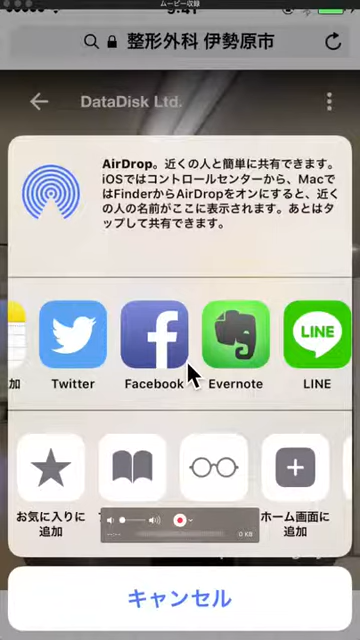 ムービー収録
9:41
整形外科 伊勢原市
DataDisk Ltd.
AirDrop。近くの人と簡単に共有できます。
iOSではコントロールセンターから、Macで
はFinderからAirDropをオンにすると、近く
の人の名前がここに表示されます。あとはタ
ップして共有できます。
加
Twitter
Facebook
Evernote
LINE
LINE
お気に入りに
追加
ホーム画面に
追加
0 KB
キャンセル